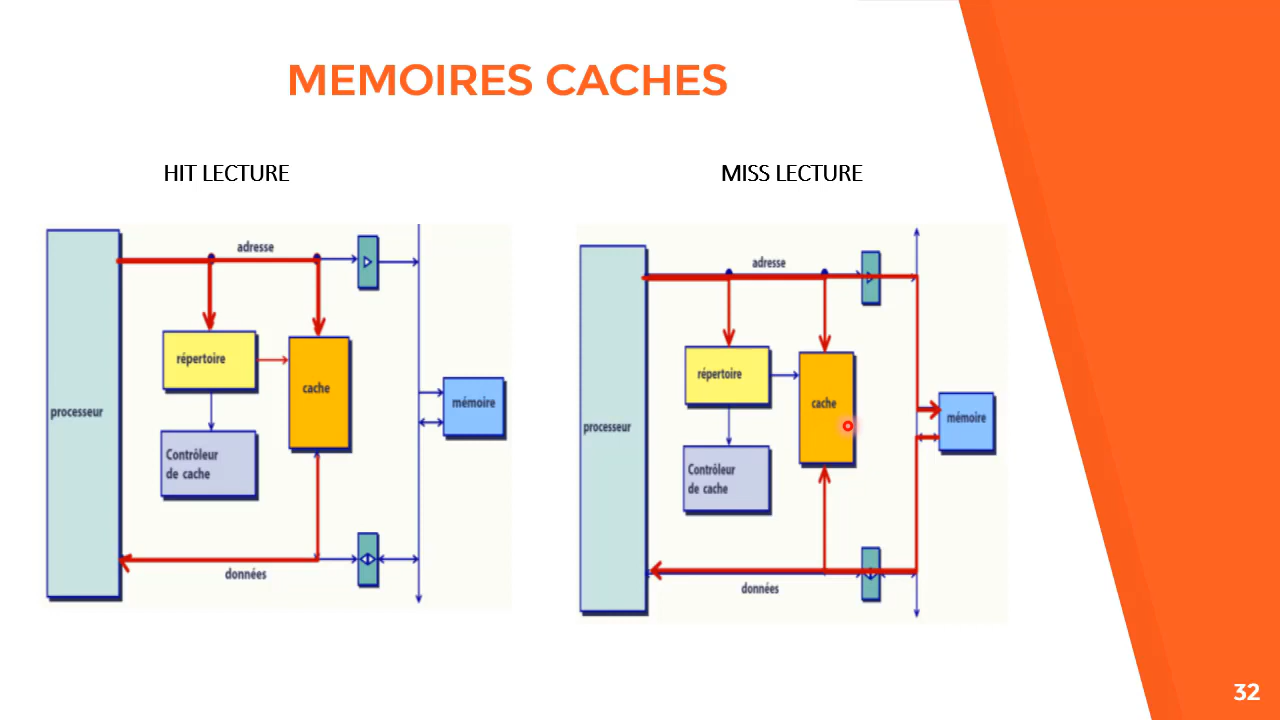 MEMOIRES CACHES
HIT LECTURE
MISS LECTURE
adresse
répertoire
cache
processeur
mémoire
Contrôleur
de cache
données
adresse
répertoire
cache
processeur
mémoire
Contrôleur
de cache
données
32